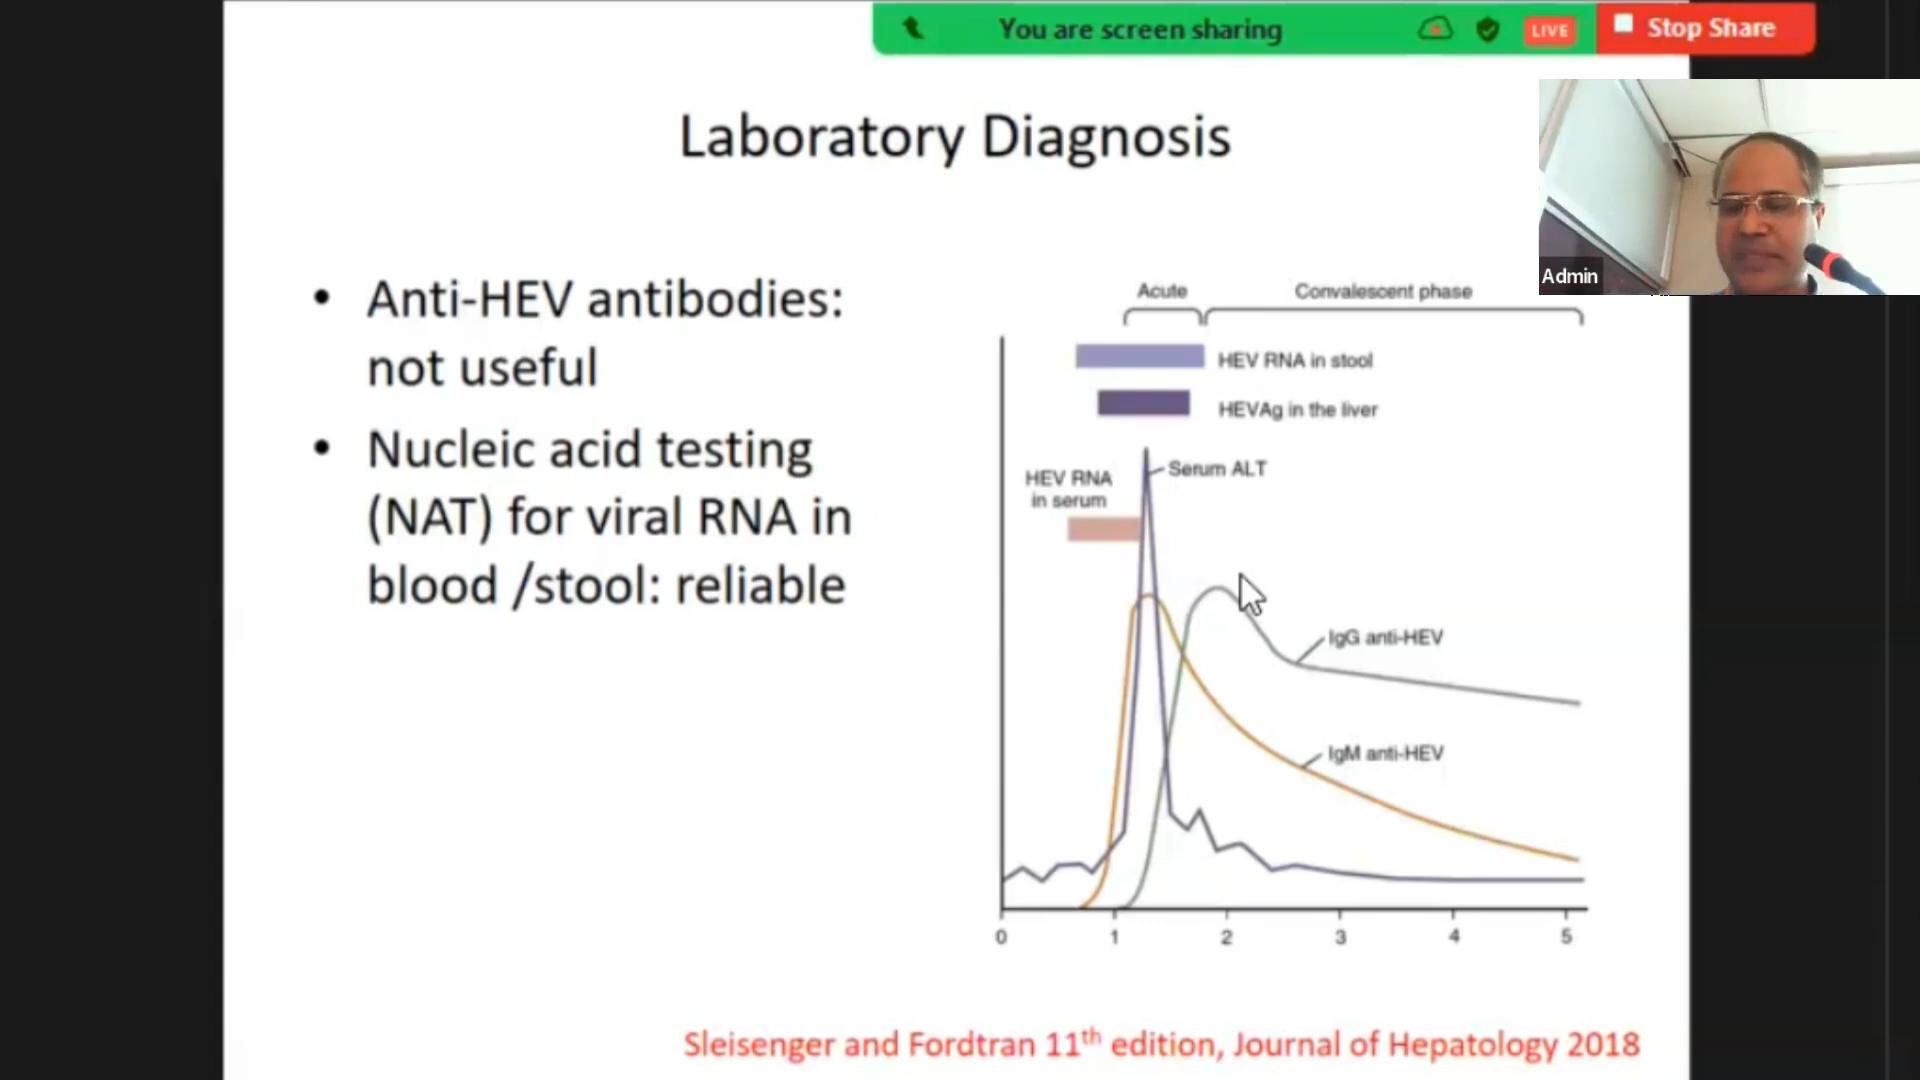 You are screen sharing
LIVE
Stop Share
Laboratory Diagnosis
Admin
• Anti-HEV antibodies:
not useful
• Nucleic acid testing
(NAT) for viral RNA in
blood /stool: reliable
Acute
Convalescent phase
HEV RNA in stool
HEVAg in the liver
HEV RNA
in serum
Serum ALT
IgG anti-HEV
IgM anti-HEV
0 1 2 3 4 5
Sleisenger and Fordtran 11th edition, Journal of Hepatology 2018